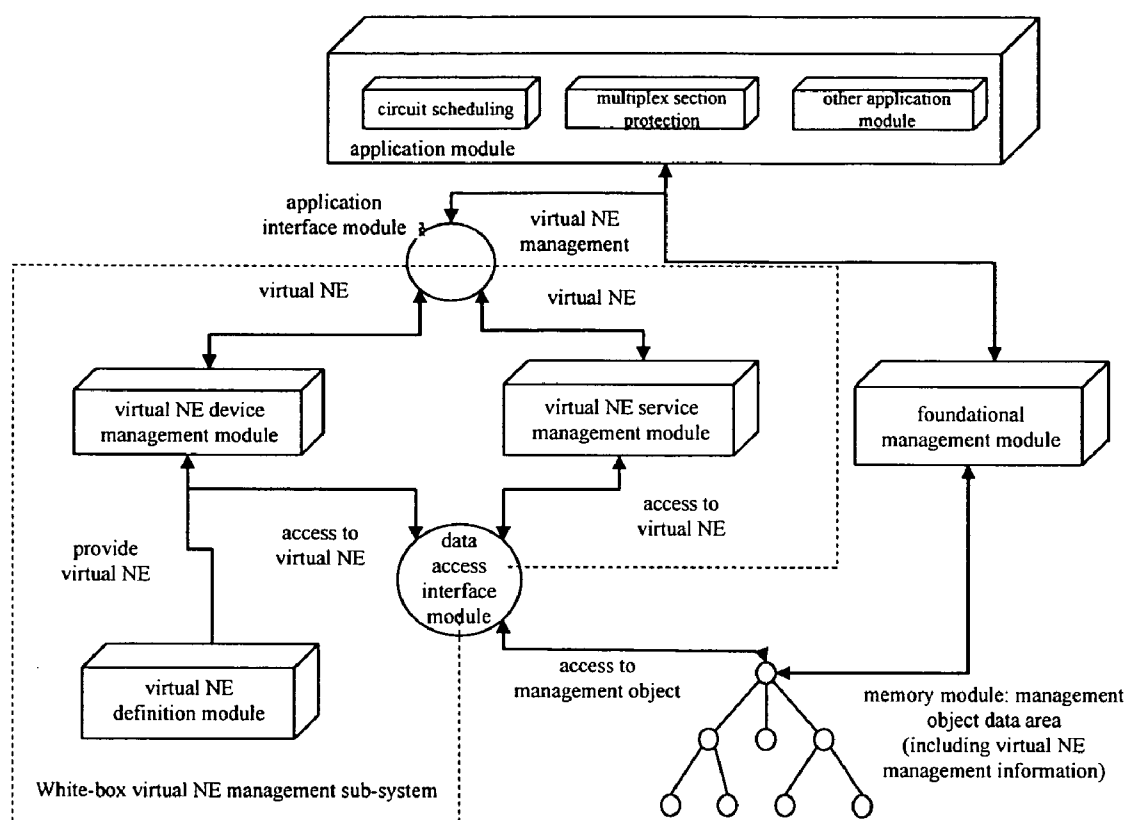 circuit scheduling
multiplex section
protection
other application
module
application module
application
interface module
virtual NE
management
virtual NE
virtual NE
virtual NE device
management module
virtual NE service
management module
foundational
management module
provide
virtual NE
access to
virtual NE
data
access
interface
module
access to
virtual NE
virtual NE
definition module
access to
management object
memory module: management
object data area
(including virtual NE
management information)
White-box virtual NE management sub-system